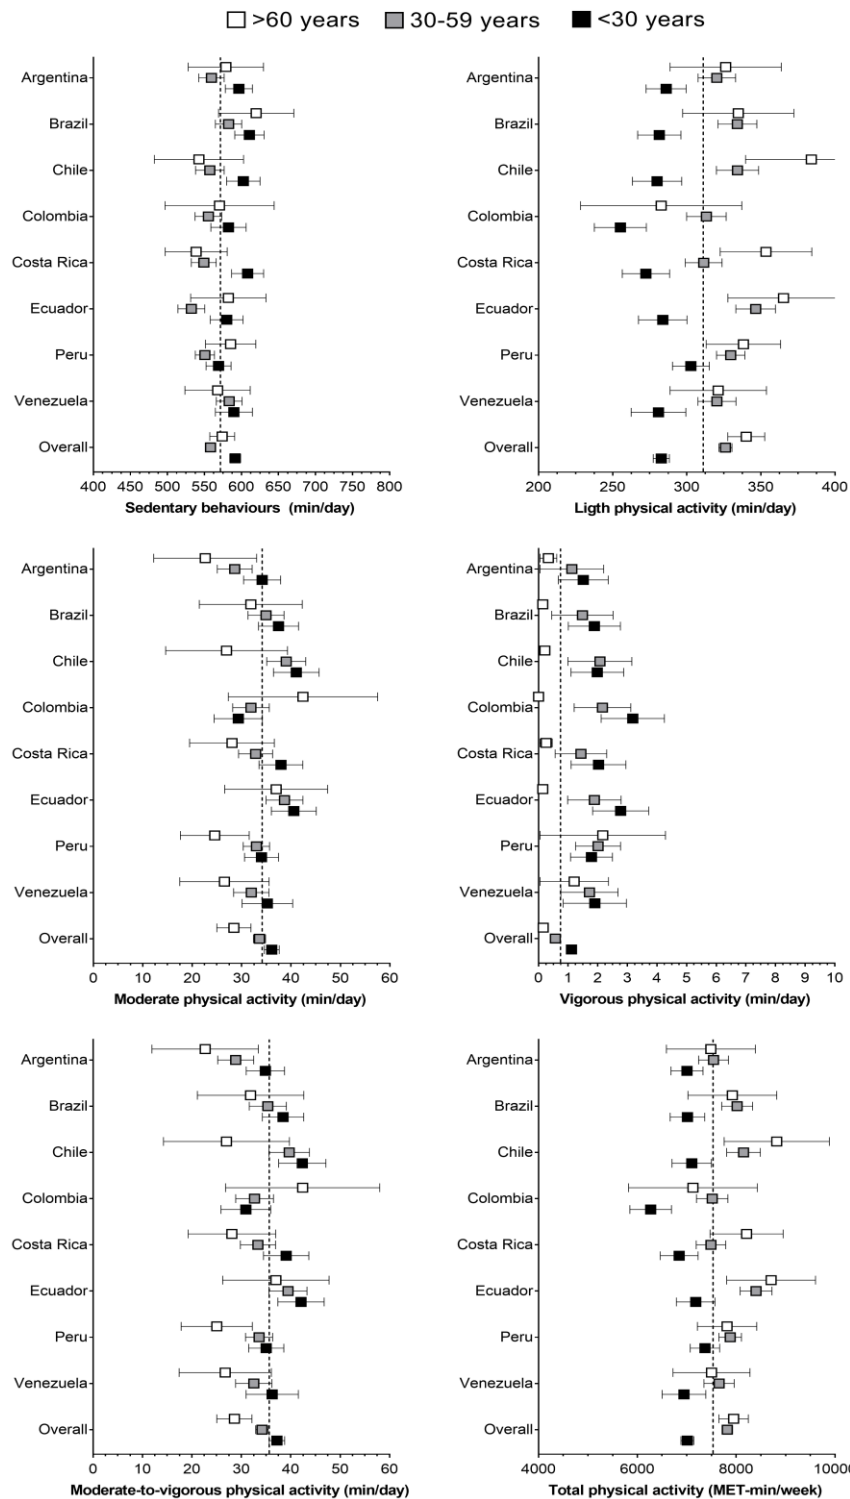 >60 years 30-59 years <30 years
Argentina
Brazil
Chile
Colombia
Costa Rica
Ecuador
Peru
Venezuela
Overall
400 450 500 550 600 650 700 750 800
Sedentary behaviours (min/day)
Argentina
Brazil
Chile
Colombia
Costa Rica
Ecuador
Peru
Venezuela
Overall
200 250 300 350 400
Ligth physical activity (min/day)
Argentina
Brazil
Chile
Colombia
Costa Rica
Ecuador
Peru
Venezuela
Overall
0 10 20 30 40 50 60
Moderate physical activity (min/day)
Argentina
Brazil
Chile
Colombia
Costa Rica
Ecuador
Peru
Venezuela
Overall
0 1 2 3 4 5 6 7 8 9 10
Vigorous physical activity (min/day)
Argentina
Brazil
Chile
Colombia
Costa Rica
Ecuador
Peru
Venezuela
Overall
0 10 20 30 40 50 60
Moderate-to-vigorous physical activity (min/day)
Argentina
Brazil
Chile
Colombia
Costa Rica
Ecuador
Peru
Venezuela
Overall
4000 6000 8000 10000
Total physical activity (MET-min/week)